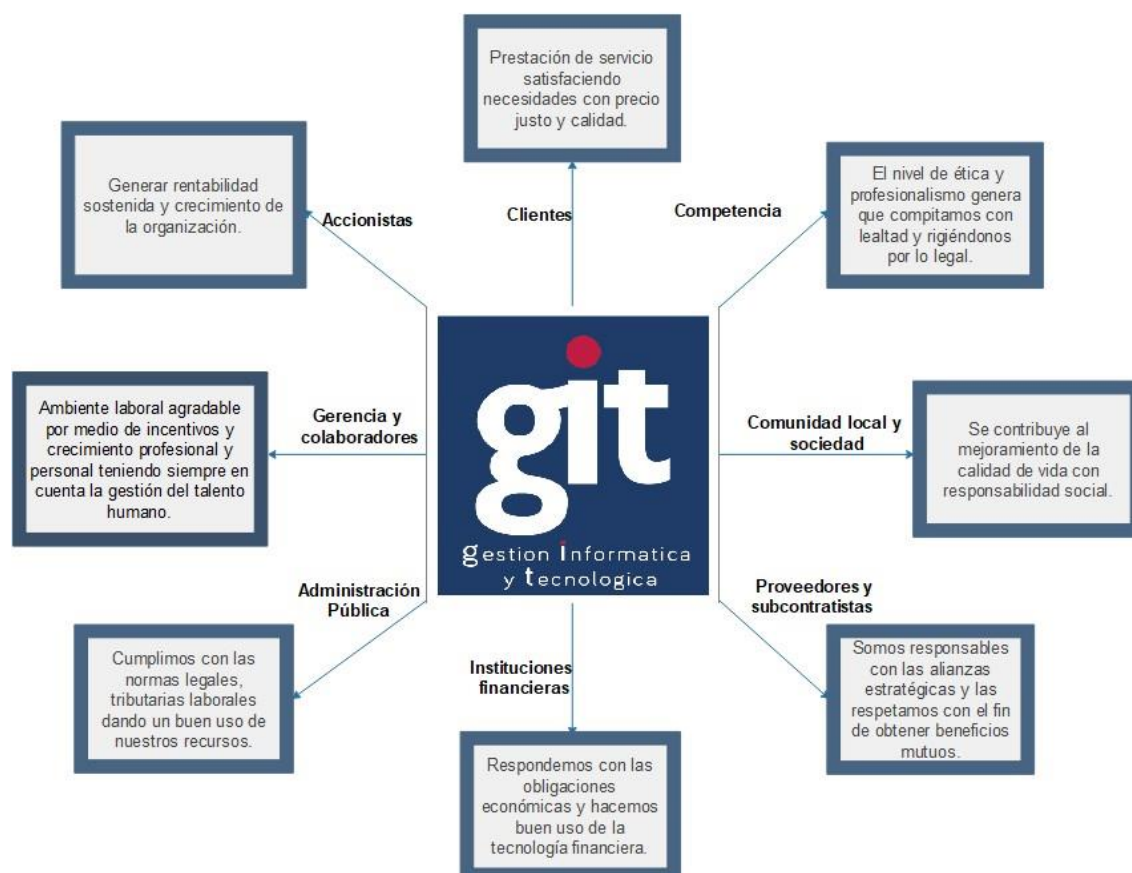 Prestación de servicio
satisfaciendo
necesidades con precio
justo y calidad.
Clientes
Generar rentabilidad
sostenida y crecimiento de
la organización.
Accionistas
Competencia
El nivel de ética y
profesionalismo genera
que compitamos con
lealtad y rigiéndonos
por lo legal.
Ambiente laboral agradable
por medio de incentivos y
crecimiento profesional y
personal teniendo siempre en
cuenta la gestión del talento
humano.
Gerencia y
colaboradores
git
gestion informatica
y tecnologica
Comunidad local y
sociedad
Se contribuye al
mejoramiento de la
calidad de vida con
responsabilidad social.
Administración
Pública
Cumplimos con las
normas legales,
tributarias laborales
dando un buen uso de
nuestros recursos.
Instituciones
financieras
Respondemos con las
obligaciones
económicas y hacemos
buen uso de la
tecnología financiera.
Proveedores y
subcontratistas
Somos responsables
con las alianzas
estratégicas y las
respetamos con el fin
de obtener beneficios
mutuos.